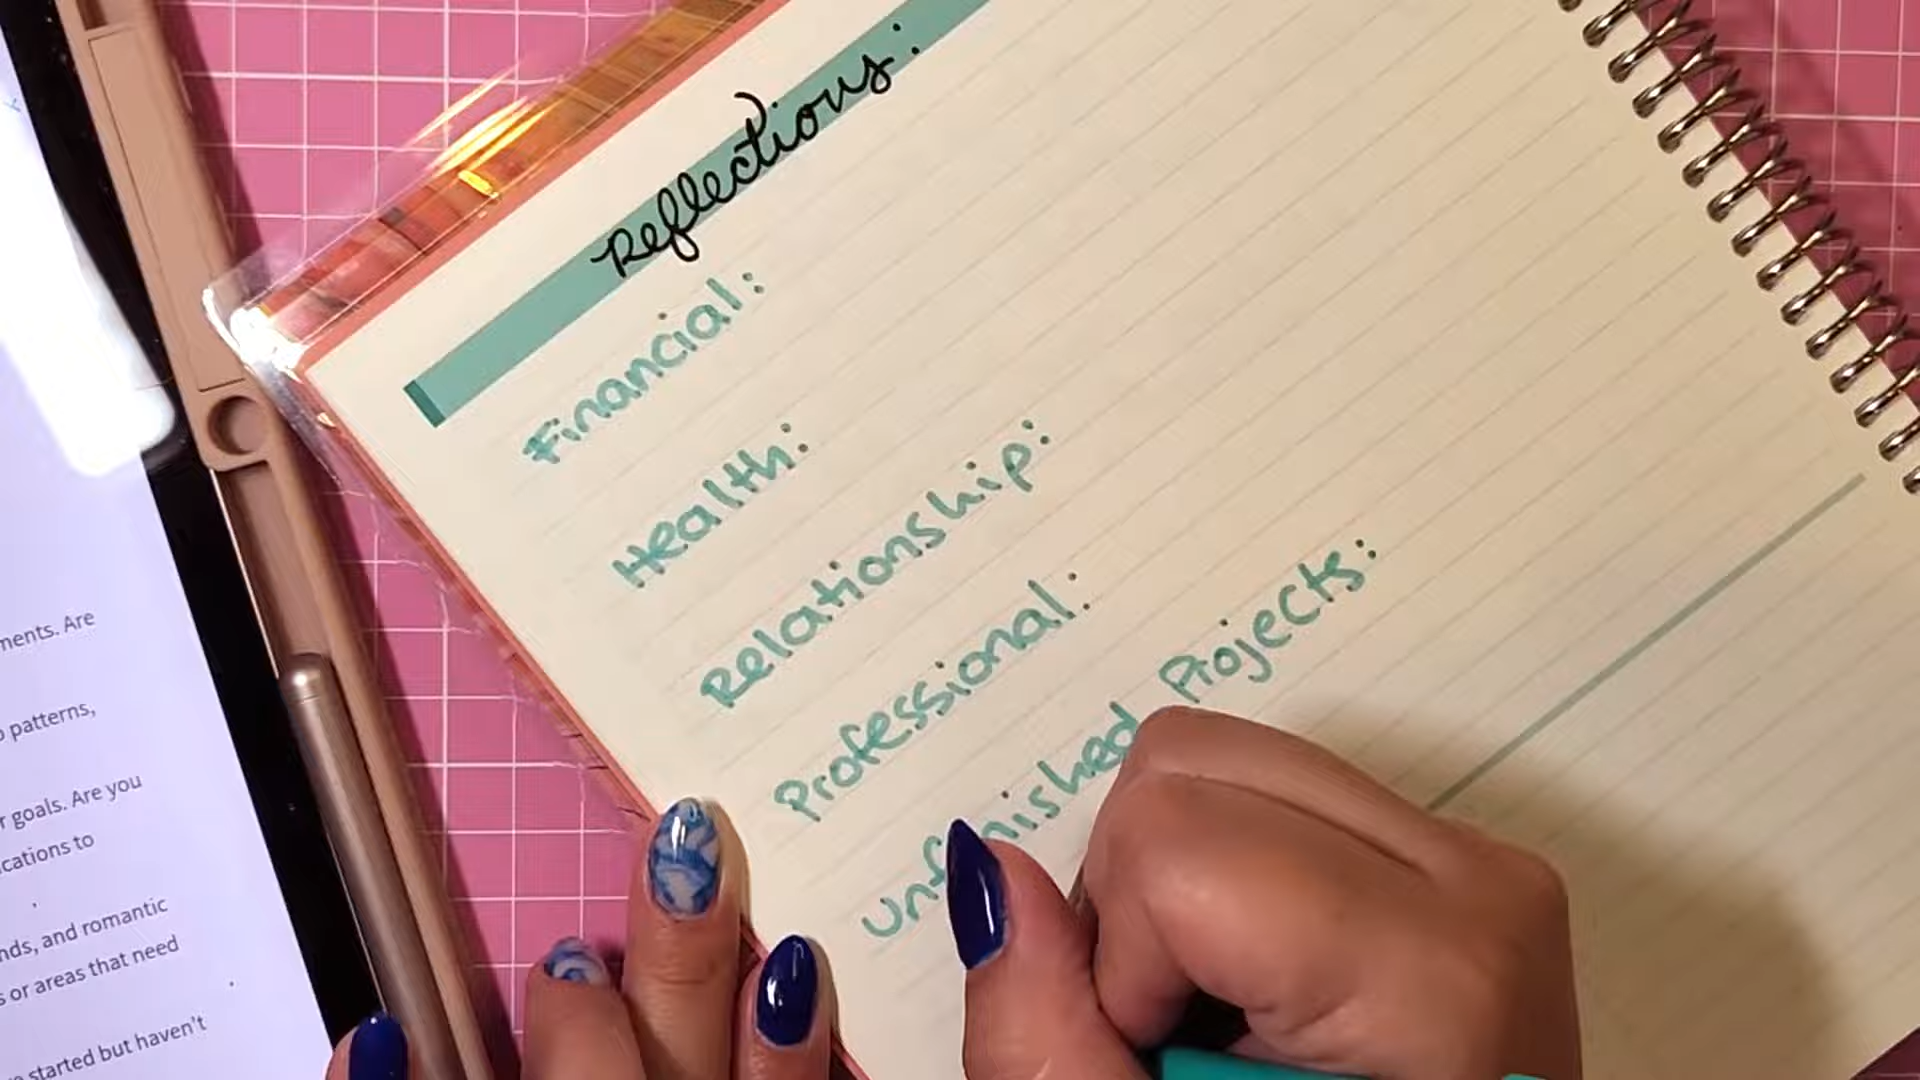 Reflections:
Financial:
Health:
Relationship:
Professional:
Unfinished Projects:
ments. Are
patterns,
r goals. Are you
cations to
nds, and romantic
s or areas that need
started but haven't